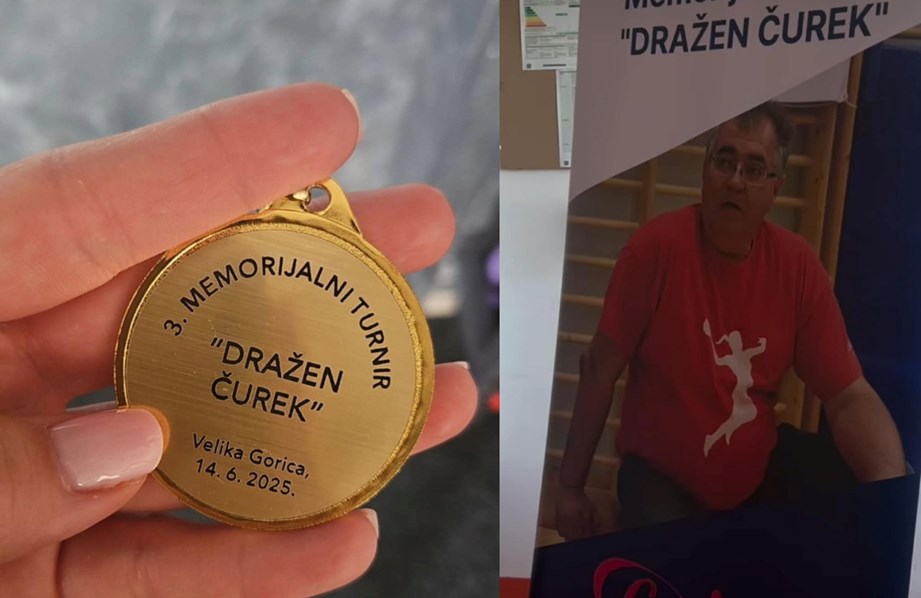 3. MEMORIJALNI TURNIR
"DRAŽEN
ČUREK"
Velika Gorica,
14. 6. 2025.
"DRAŽEN ČUREK"